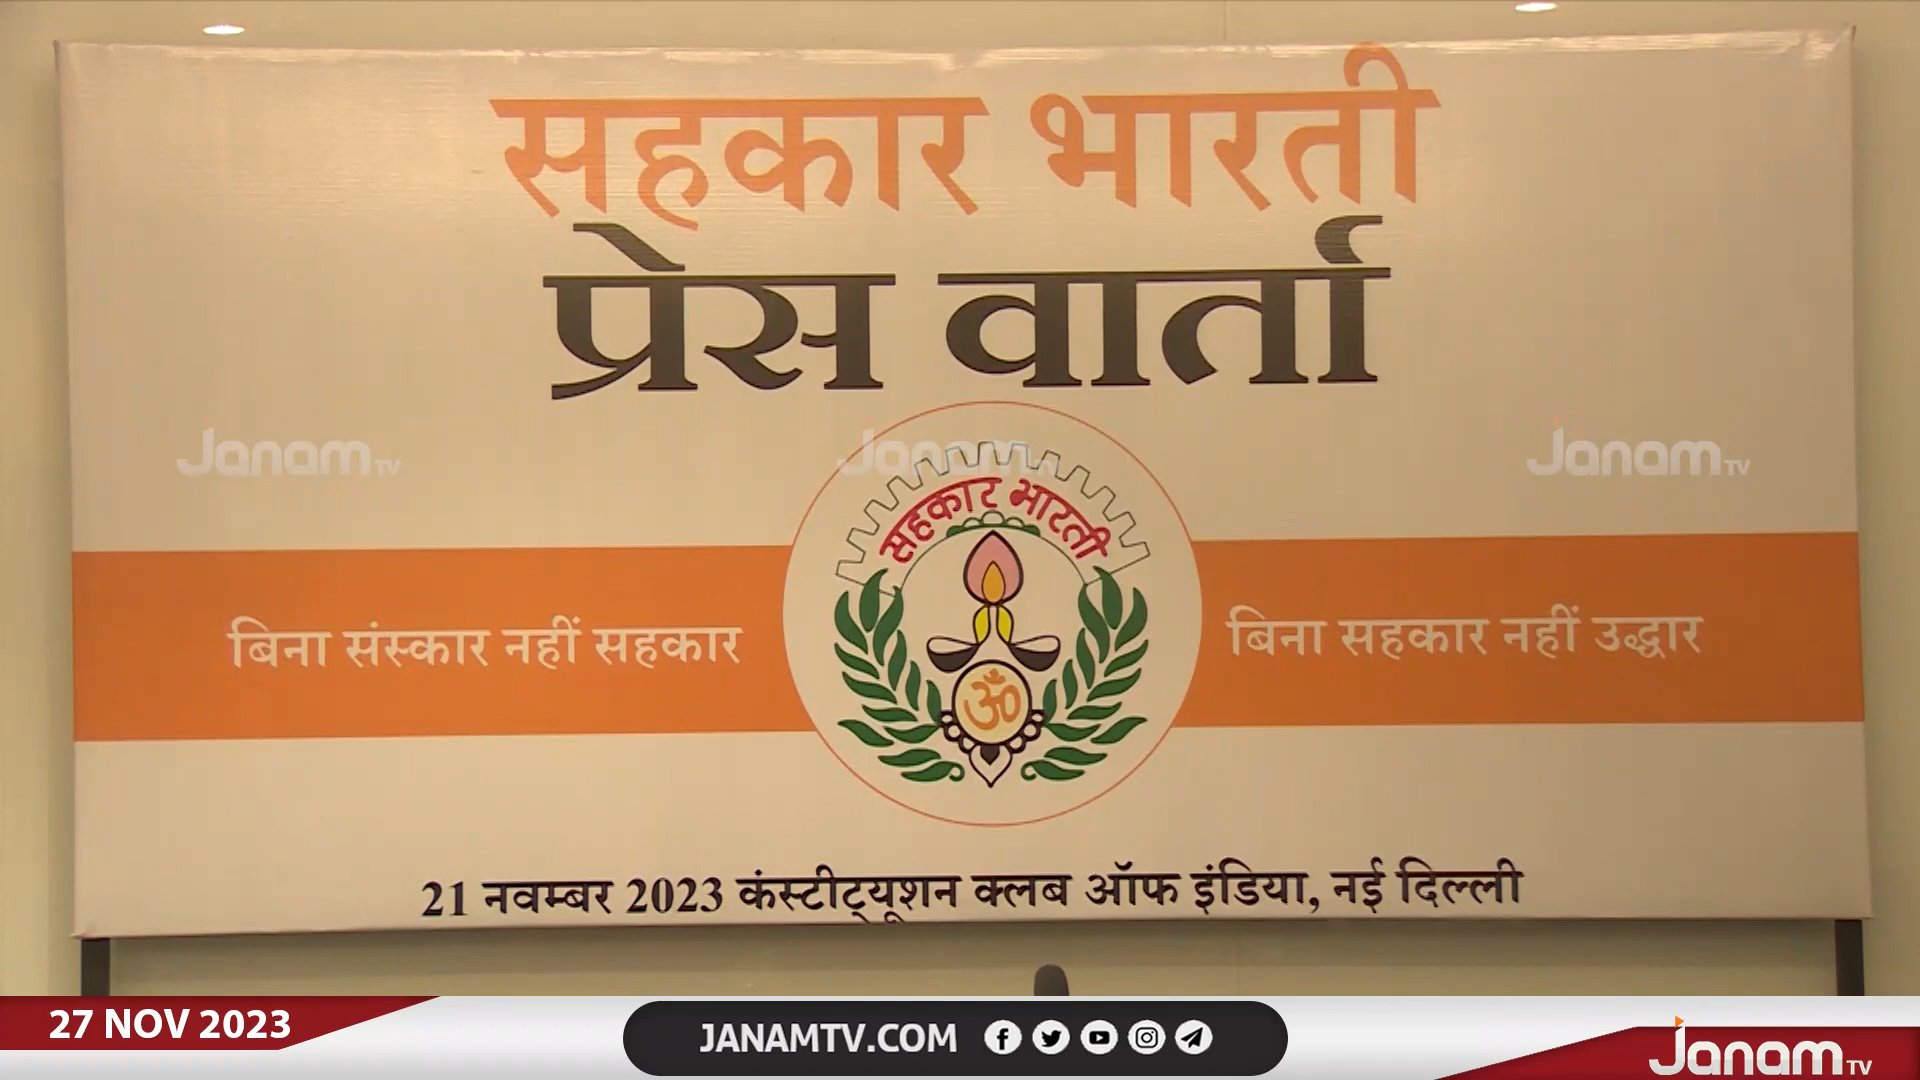 सहकार भारती
प्रेस वार्ता
Janam TV
Janam TV
Janam TV
सहकार भारती
बिना संस्कार नहीं सहकार
बिना सहकार नहीं उद्धार
ॐ
21 नवम्बर 2023 कंस्टीट्यूशन क्लब ऑफ इंडिया, नई दिल्ली
27 NOV 2023
JANAMTV.COM
Janam TV